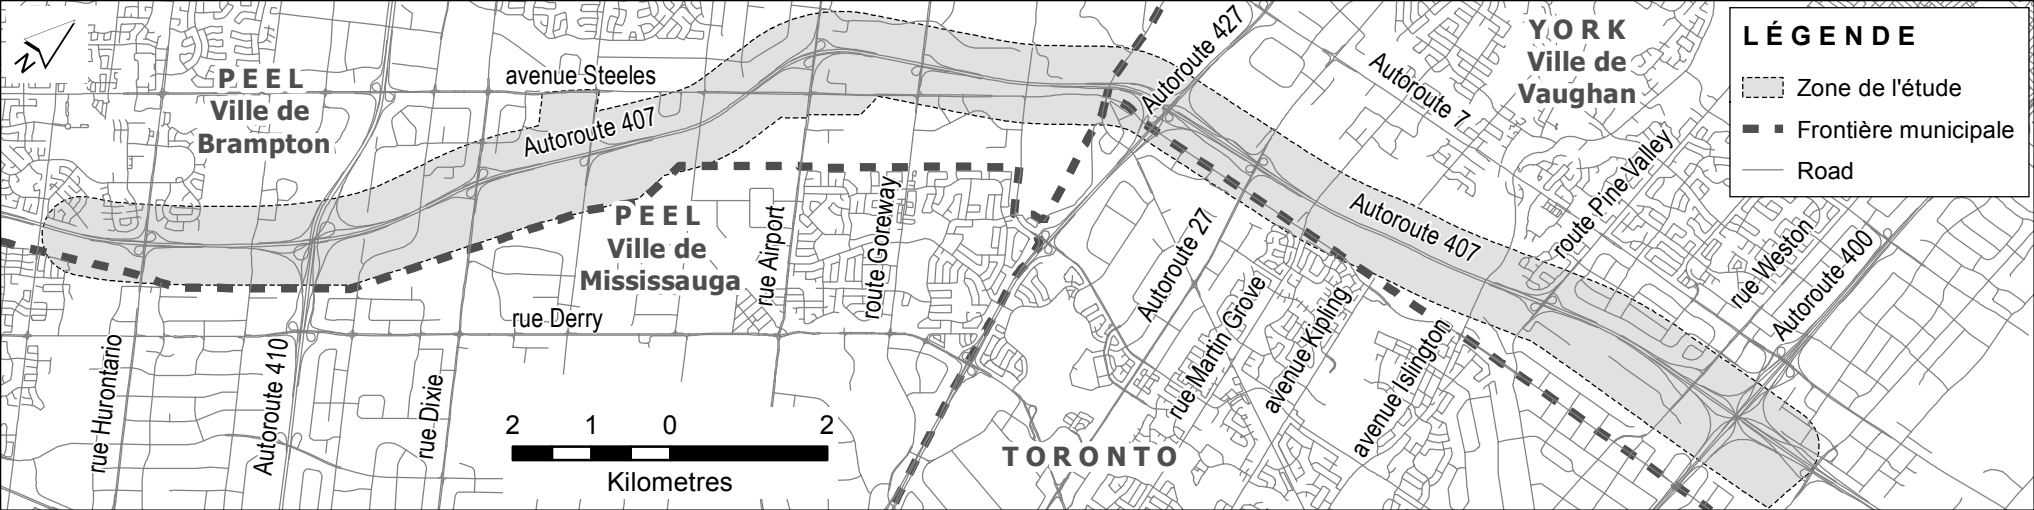 N
PEEL
Ville de
Brampton
avenue Steeles
Autoroute 407
Autoroute 427
YORK
Ville de
Vaughan
Autoroute 7
LÉGENDE
Zone de l'étude
Frontière municipale
Road
PEEL
Ville de
Mississauga
rue Airport
route Goreway
Autoroute 27
Autoroute 407
route Pine Valley
rue Weston
Autoroute 400
rue Derry
rue Hurontario
Autoroute 410
rue Dixie
rue Martin Grove
avenue Kipling
avenue Islington
2 1 0 2
Kilometres
TORONTO